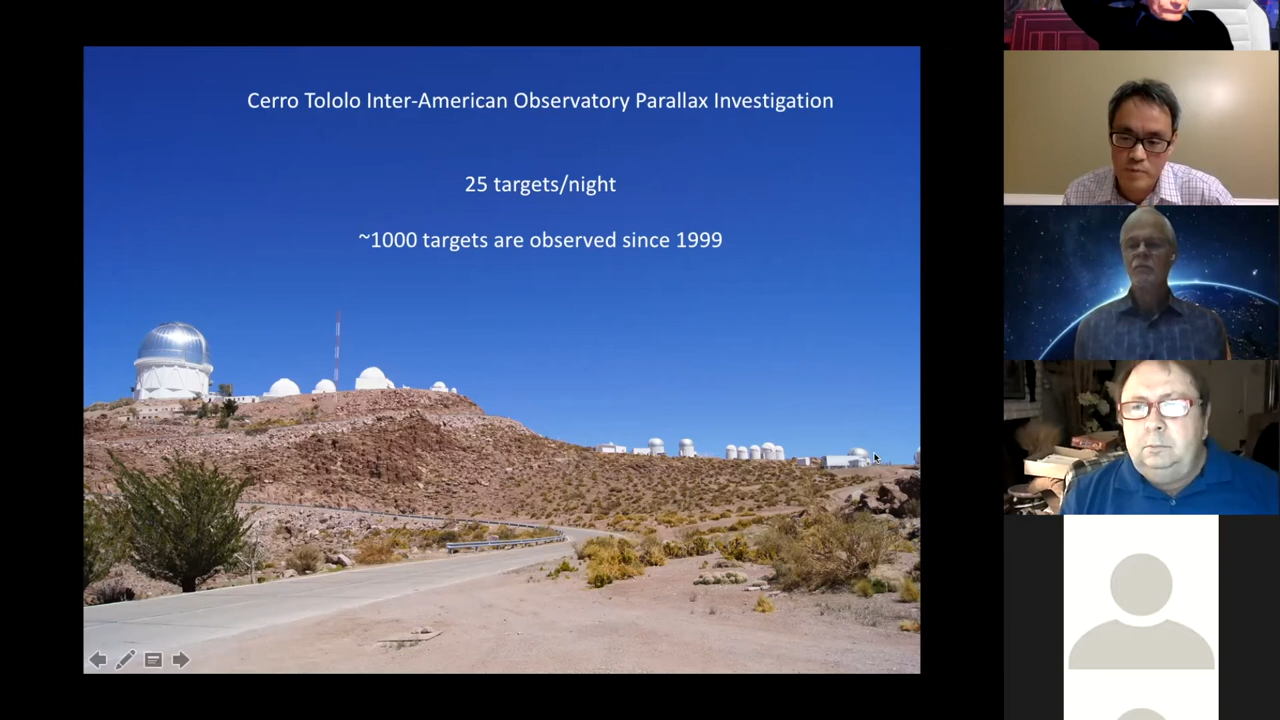 Cerro Tololo Inter-American Observatory Parallax Investigation
25 targets/night
~1000 targets are observed since 1999